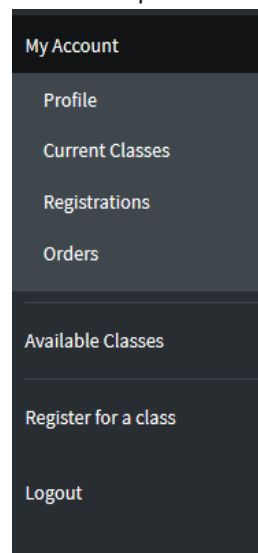 My Account
Profile
Current Classes
Registrations
Orders
Available Classes
Register for a class
Logout